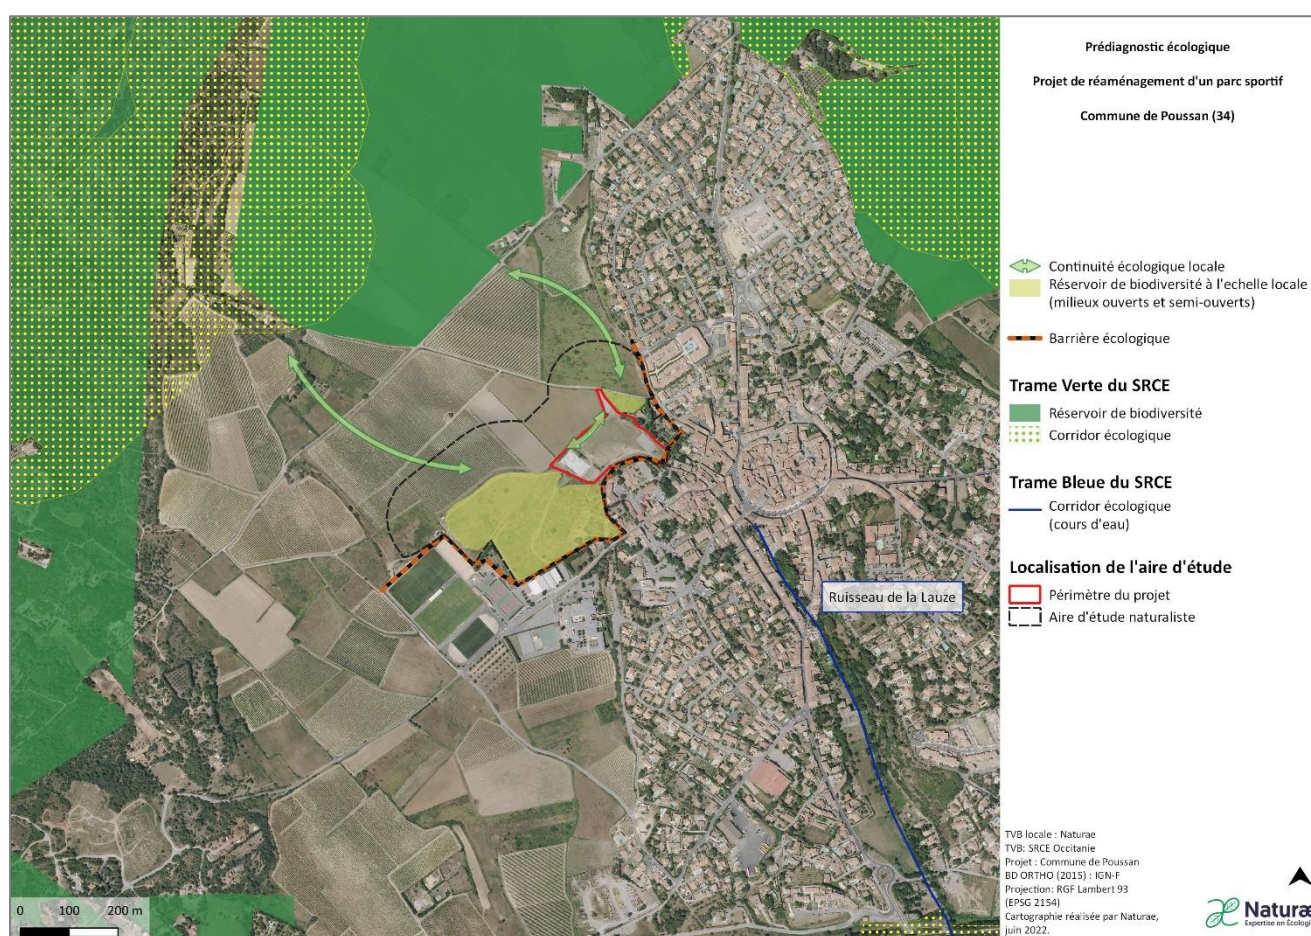 Prédiagnostic écologique
Projet de réaménagement d'un parc sportif
Commune de Poussan (34)
Continuité écologique locale
Réservoir de biodiversité à l'echelle locale
(milieux ouverts et semi-ouverts)
Barrière écologique
Trame Verte du SRCE
Réservoir de biodiversité
Corridor écologique
Trame Bleue du SRCE
Corridor écologique
(cours d'eau)
Localisation de l'aire d'étude
Périmètre du projet
Aire d'étude naturaliste
Ruisseau de la Lauze
TVB locale : Naturae
TVB: SRCE Occitanie
Projet : Commune de Poussan
BD ORTHO (2015) : IGN-F
Projection: RGF Lambert 93
(EPSG 2154)
Cartographie réalisée par Naturae,
juin 2022.
0 100 200 m
Naturæ
Expertise en Écologi